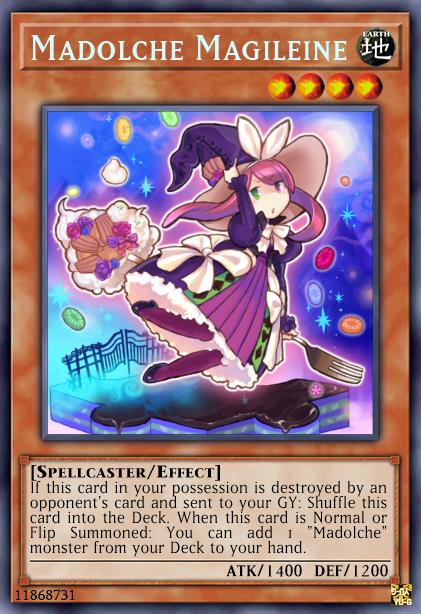 Madolche Magileine
EARTH
地
[Spellcaster/Effect]
If this card in your possession is destroyed by an
opponent's card and sent to your GY: Shuffle this
card into the Deck. When this card is Normal or
Flip Summoned: You can add 1 "Madolche"
monster from your Deck to your hand.
ATK/1400 DEF/1200
11868731